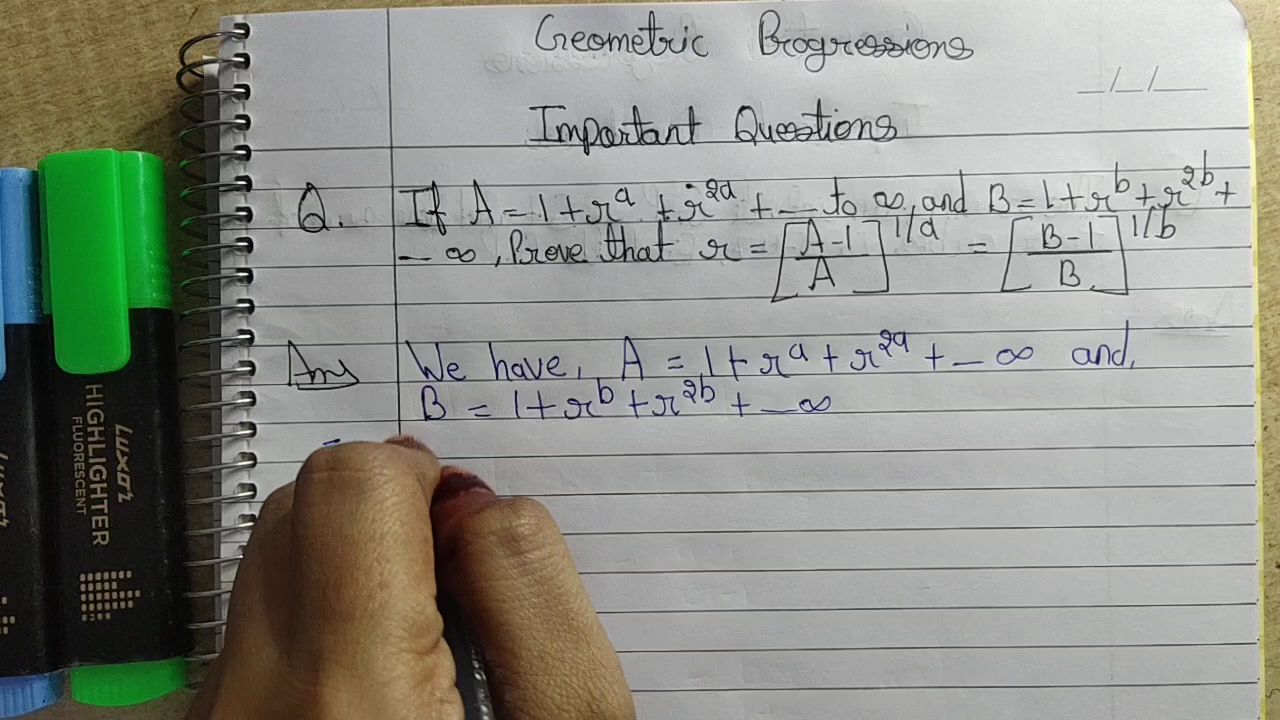 Geometric Progressions
_/_/__
Important Questions
Q. If A = 1 + r^a + r^2a + --- to ∞, and B = 1 + r^b + r^2b +
--- ∞, Prove that r = [A-1/A]^1/a = [B-1/B]^1/b
Ans We have, A = 1 + r^a + r^2a + --- ∞ and,
B = 1 + r^b + r^2b + --- ∞
LUXOR
HIGHLIGHTER
FLUORESCENT